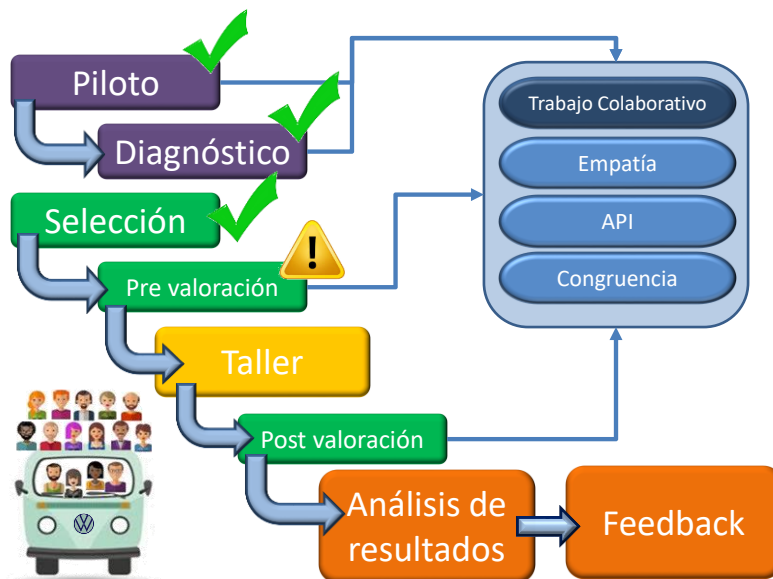 Piloto
Diagnóstico
Selección
Pre valoración
Taller
Post valoración
Análisis de
resultados
Feedback
Trabajo Colaborativo
Empatía
API
Congruencia